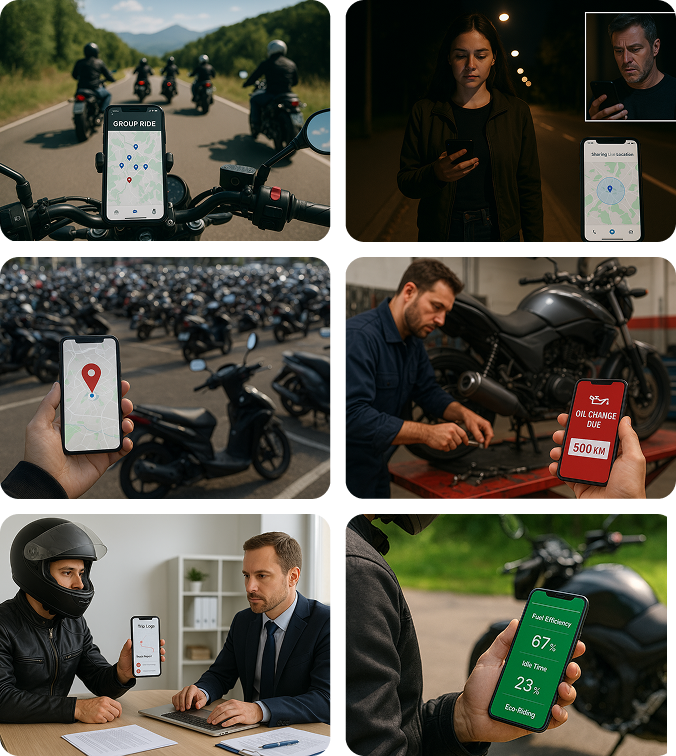 GROUP RIDE
Sharing Live Location
OIL CHANGE
DUE
500 KM
Trip Logs
Fuel Efficiency
67%
Idle Time
23%
Eco-Riding